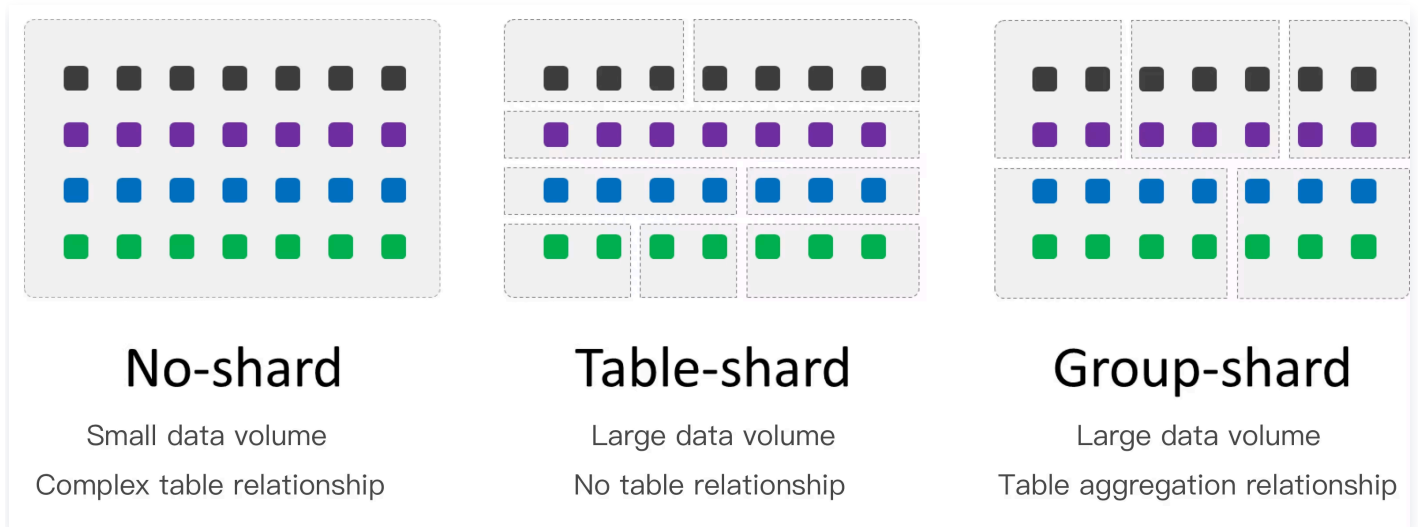 No-shard
Small data volume
Complex table relationship
Table-shard
Large data volume
No table relationship
Group-shard
Large data volume
Table aggregation relationship